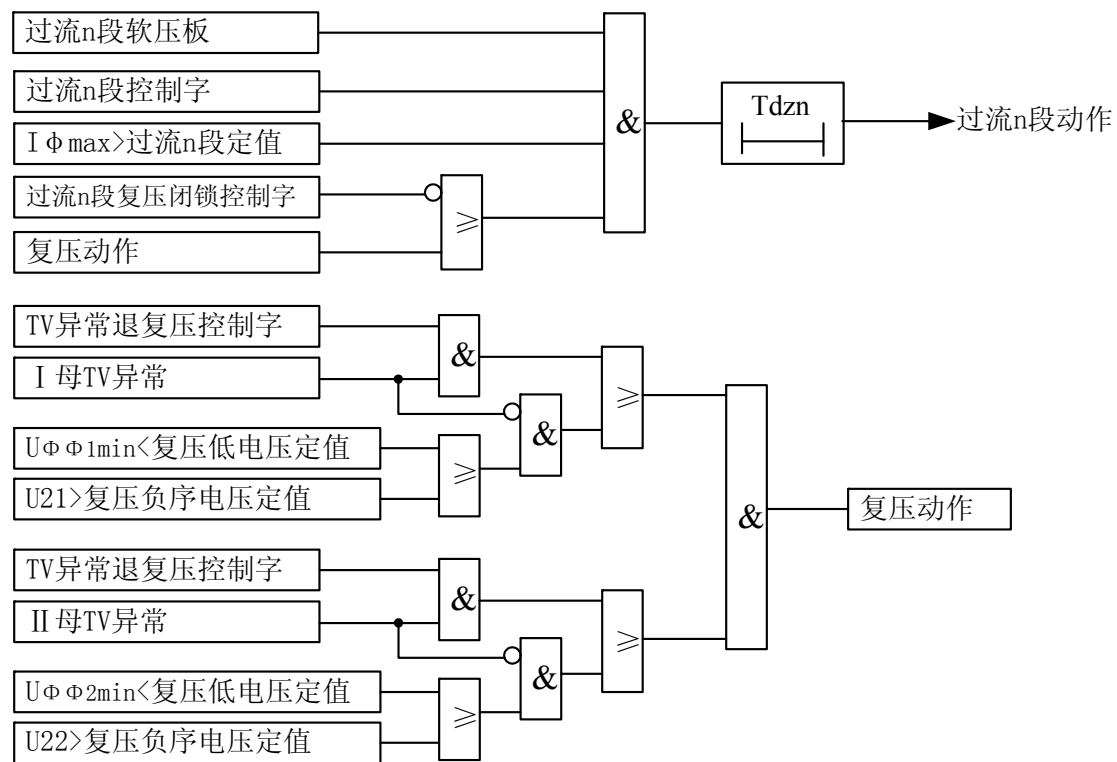 过流n段软压板
过流n段控制字
IΦmax>过流n段定值
过流n段复压闭锁控制字
复压动作
≥
&
Tdzn
过流n段动作
TV异常退复压控制字
Ⅰ母TV异常
&
≥
UΦΦ1min<复压低电压定值
U21>复压负序电压定值
≥
&
&
复压动作
TV异常退复压控制字
Ⅱ母TV异常
&
≥
UΦΦ2min<复压低电压定值
U22>复压负序电压定值
≥
&